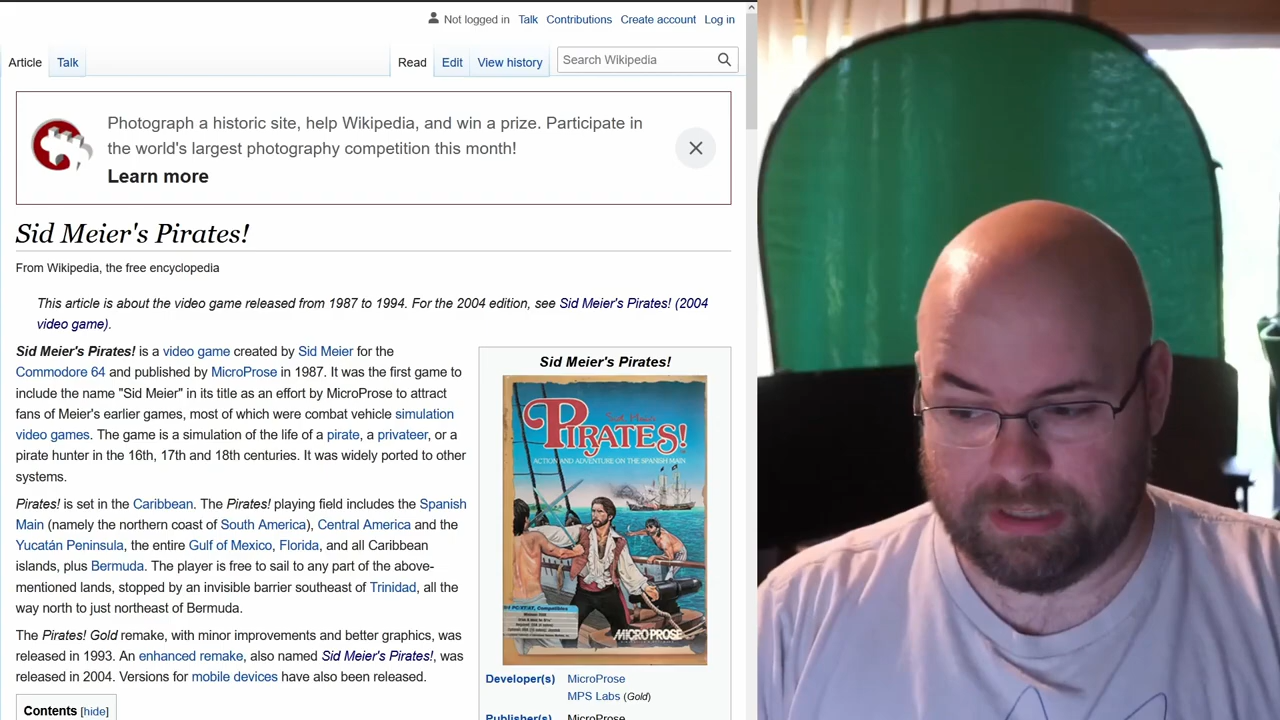 Not logged in Talk Contributions Create account Log in
Article Talk Read Edit View history Search Wikipedia
Photograph a historic site, help Wikipedia, and win a prize. Participate in
the world's largest photography competition this month!
Learn more
Sid Meier's Pirates!
From Wikipedia, the free encyclopedia
This article is about the video game released from 1987 to 1994. For the 2004 edition, see Sid Meier's Pirates! (2004
video game).
Sid Meier's Pirates! is a video game created by Sid Meier for the
Commodore 64 and published by MicroProse in 1987. It was the first game to
include the name "Sid Meier" in its title as an effort by MicroProse to attract
fans of Meier's earlier games, most of which were combat vehicle simulation
video games. The game is a simulation of the life of a pirate, a privateer, or a
pirate hunter in the 16th, 17th and 18th centuries. It was widely ported to other
systems.
Pirates! is set in the Caribbean. The Pirates! playing field includes the Spanish
Main (namely the northern coast of South America), Central America and the
Yucatán Peninsula, the entire Gulf of Mexico, Florida, and all Caribbean
islands, plus Bermuda. The player is free to sail to any part of the above-
mentioned lands, stopped by an invisible barrier southeast of Trinidad, all the
way north to just northeast of Bermuda.
The Pirates! Gold remake, with minor improvements and better graphics, was
released in 1993. An enhanced remake, also named Sid Meier's Pirates!, was
released in 2004. Versions for mobile devices have also been released.
Contents [hide]
Sid Meier's Pirates!
Sid Meier's
PIRATES!
ACTION AND ADVENTURE ON THE SPANISH MAIN
MICROPROSE
Developer(s) MicroProse
MPS Labs (Gold)
Publisher(s) MicroProse